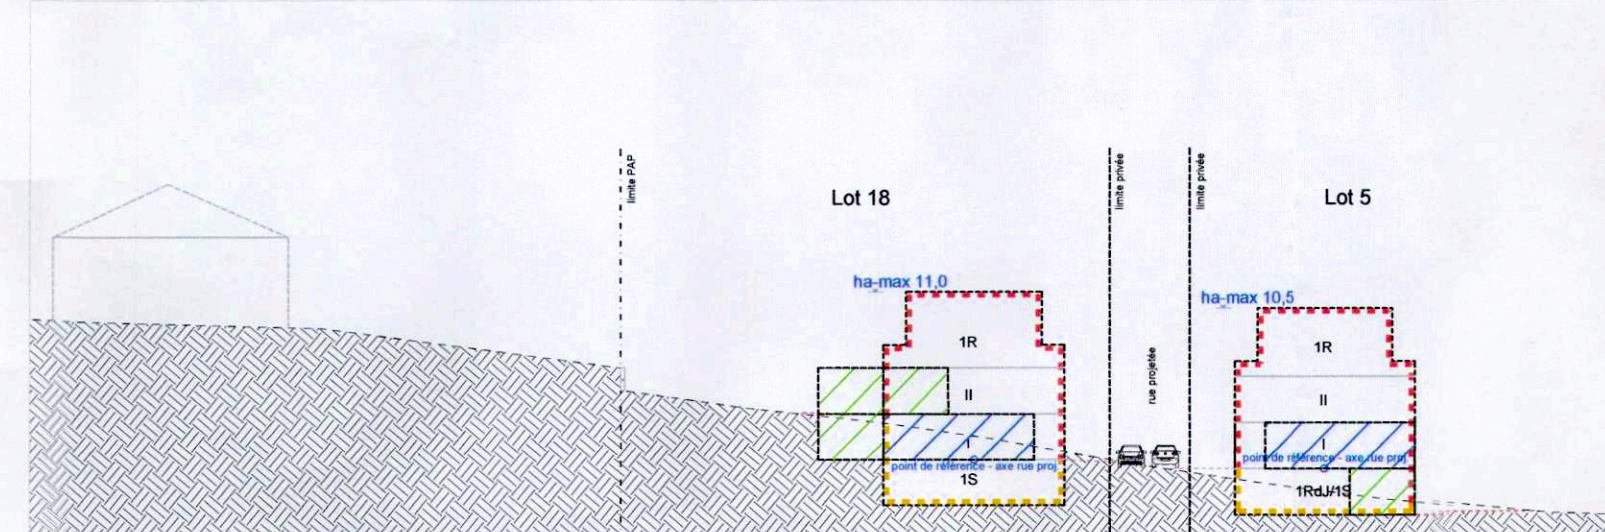 limite PAP
Lot 18
limite privée
limite privée
Lot 5
ha-max 11,0
ha-max 10,5
1R
1R
II
rue projetée
II
I
I
point de référence - axe rue proj
point de référence - axe rue proj
1S
1RdJ/1S